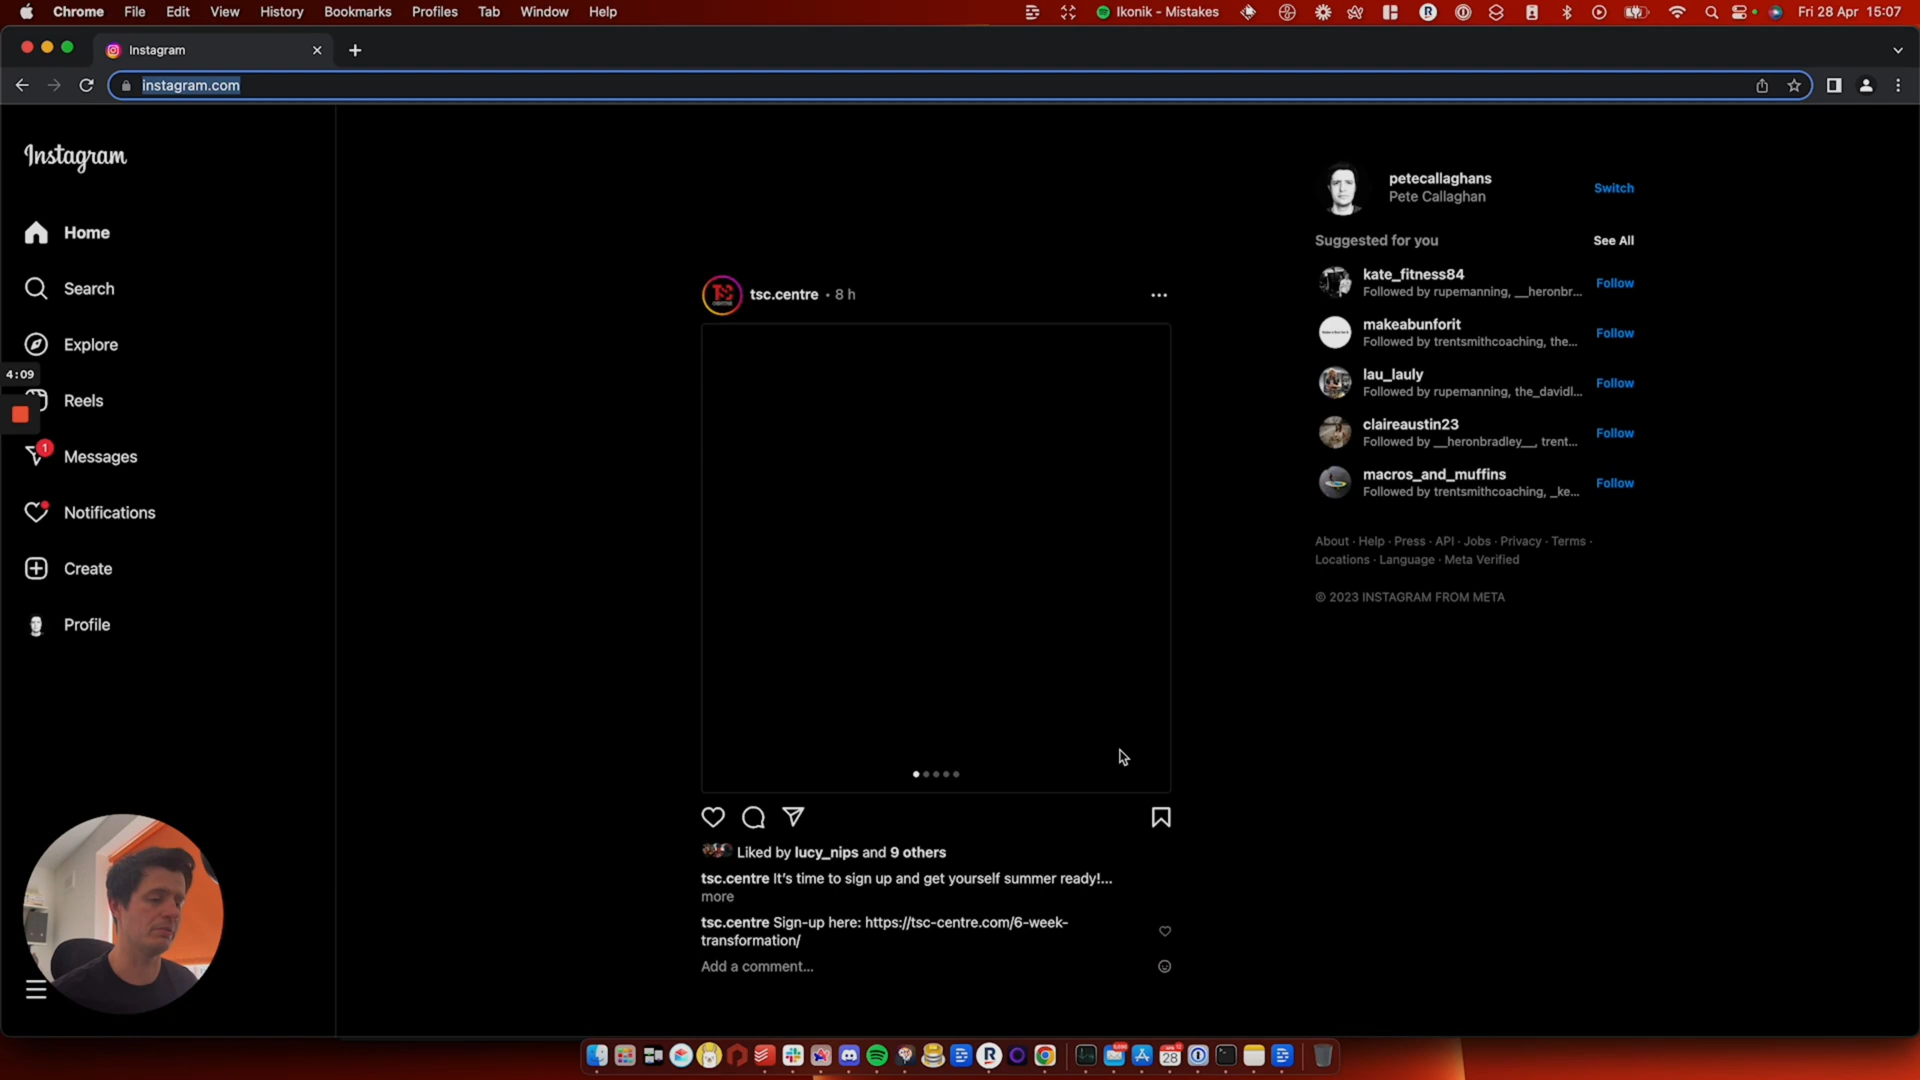 Chrome File Edit View History Bookmarks Profiles Tab Window Help
Ikonik - Mistakes
Fri 28 Apr 15:07
Instagram
instagram.com
Instagram
Home
Search
Explore
4:09
Reels
1
Messages
Notifications
Create
Profile
tsc.centre • 8 h
Liked by lucy_nips and 9 others
tsc.centre It's time to sign up and get yourself summer ready!...
more
tsc.centre Sign-up here: https://tsc-centre.com/6-week-
transformation/
Add a comment...
petecallaghans
Pete Callaghan
Switch
Suggested for you
See All
kate_fitness84
Followed by rupemanning, __heronbr...
Follow
makeabunforit
Followed by trentsmithcoaching, the...
Follow
lau_lauly
Followed by rupemanning, the_davidl...
Follow
claireaustin23
Followed by __heronbradley__, trent...
Follow
macros_and_muffins
Followed by trentsmithcoaching, _ke...
Follow
About · Help · Press · API · Jobs · Privacy · Terms ·
Locations · Language · Meta Verified
© 2023 INSTAGRAM FROM META
28